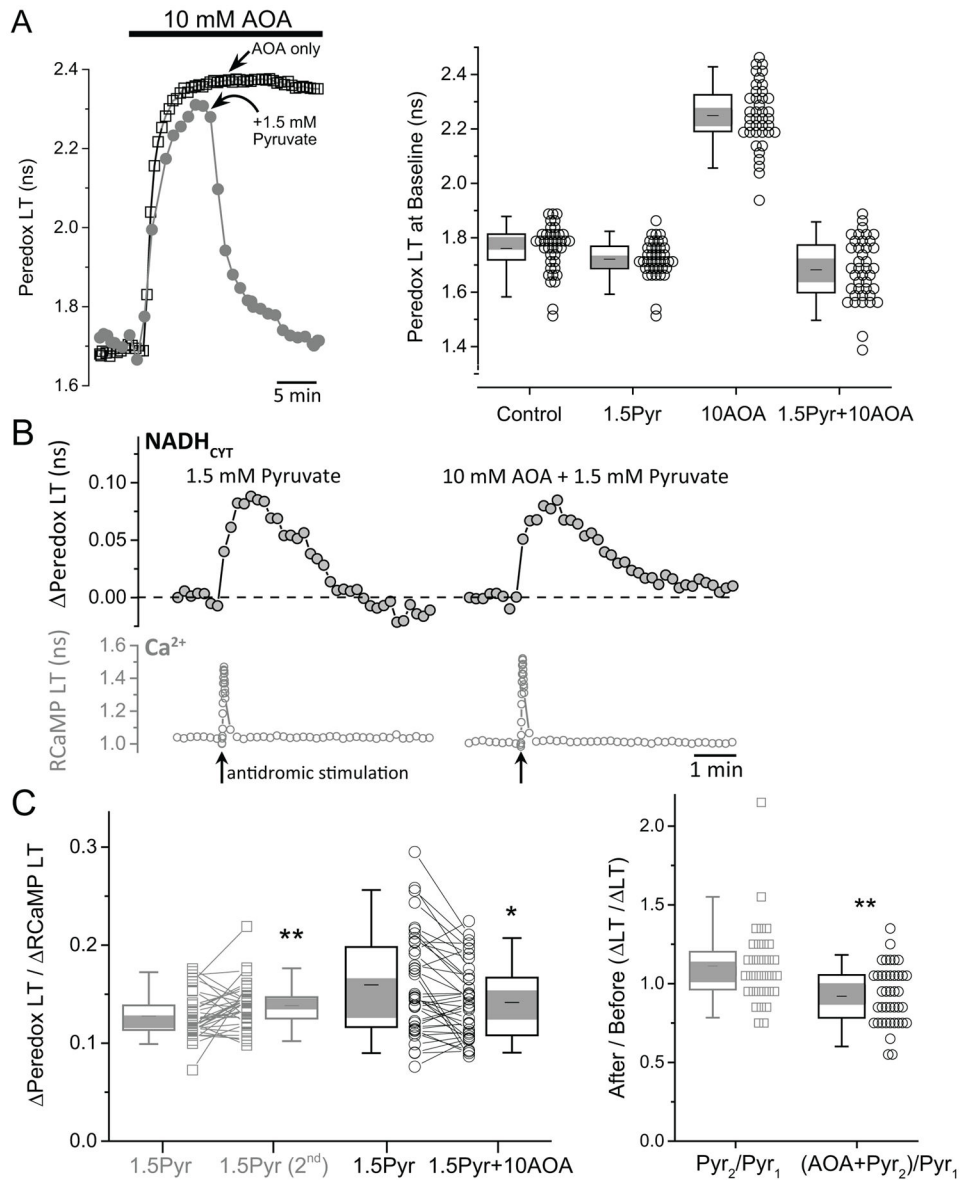 A
10 mM AOA
AOA only
+1.5 mM
Pyruvate
Peredox LT (ns)
2.4
2.2
2.0
1.8
1.6
5 min
Peredox LT at Baseline (ns)
2.4
2.2
2.0
1.8
1.6
1.4
Control
1.5Pyr
10AOA
1.5Pyr+10AOA
B
NADH_CYT
1.5 mM Pyruvate
10 mM AOA + 1.5 mM Pyruvate
ΔPeredox LT (ns)
0.10
0.05
0.00
Ca²⁺
RCaMP LT (ns)
1.6
1.4
1.2
1.0
antidromic stimulation
1 min
C
ΔPeredox LT / ΔRCaMP LT
0.3
0.2
0.1
0.0
**
*
1.5Pyr
1.5Pyr (2ⁿᵈ)
1.5Pyr
1.5Pyr+10AOA
After / Before (ΔLT /ΔLT)
2.0
1.5
1.0
0.5
0.0
**
Pyr₂/Pyr₁
(AOA+Pyr₂)/Pyr₁